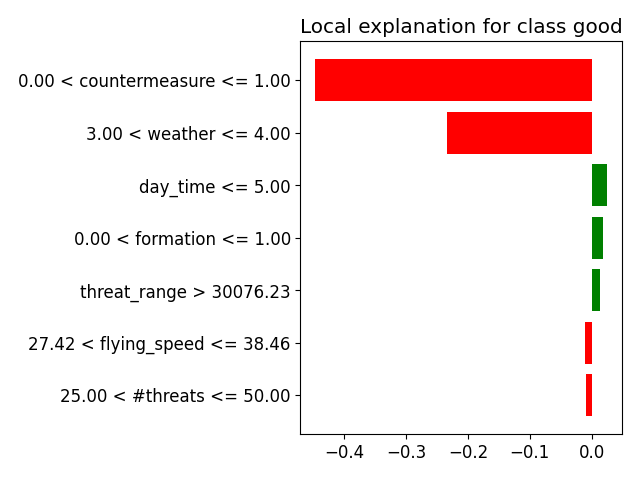 Local explanation for class good
0.00 < countermeasure <= 1.00
3.00 < weather <= 4.00
day_time <= 5.00
0.00 < formation <= 1.00
threat_range > 30076.23
27.42 < flying_speed <= 38.46
25.00 < #threats <= 50.00
−0.4 −0.3 −0.2 −0.1 0.0